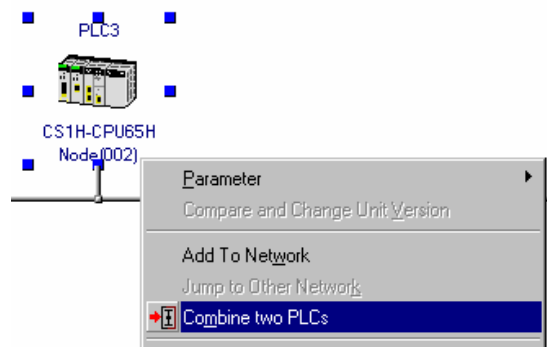 PLC3
CS1H-CPU65H
Node(002)
Parameter
Compare and Change Unit Version
Add To Network
Jump to Other Network
Combine two PLCs